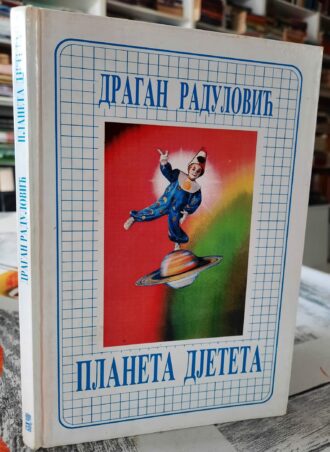 ДРАГАН РАДУЛОВИЋ
ПЛАНЕТА ДЈЕТЕТА
ДРАГАН РАДУЛОВИЋ ПЛАНЕТА ДЈЕТЕТА